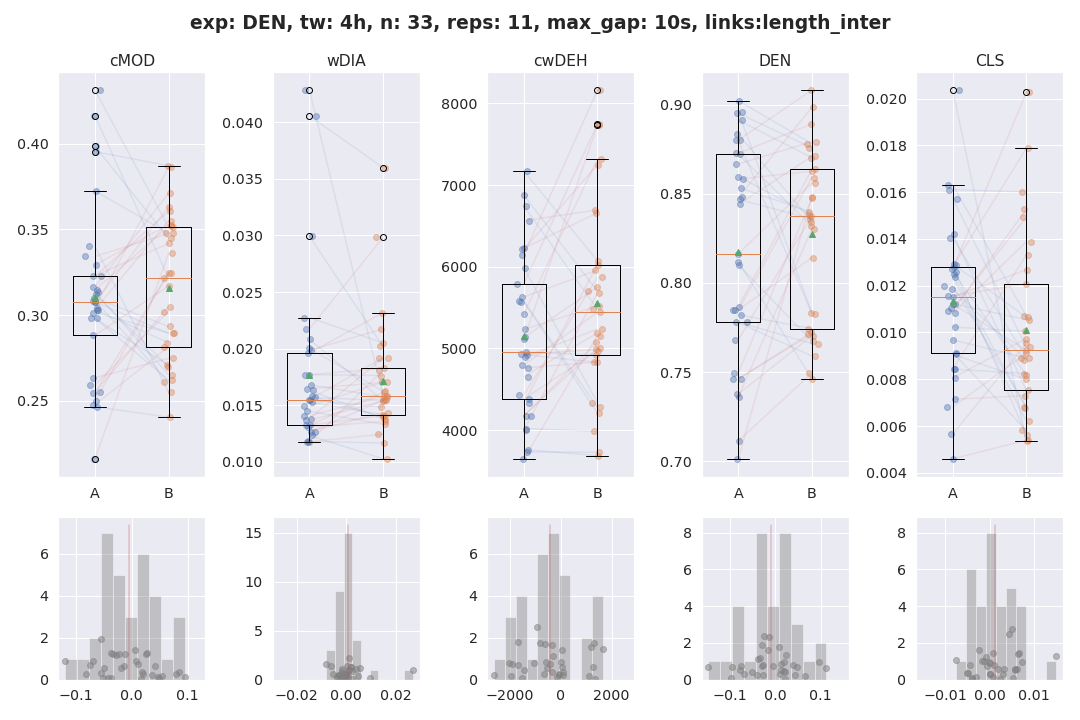 exp: DEN, tw: 4h, n: 33, reps: 11, max_gap: 10s, links:length_inter
cMOD wDIA cwDEH DEN CLS
0.40 0.35 0.30 0.25
A B
0.040 0.035 0.030 0.025 0.020 0.015 0.010
A B
8000 7000 6000 5000 4000
A B
0.90 0.85 0.80 0.75 0.70
A B
0.020 0.018 0.016 0.014 0.012 0.010 0.008 0.006 0.004
A B
6 4 2 0
−0.1 0.0 0.1
15 10 5 0
−0.02 0.00 0.02
6 4 2 0
−2000 0 2000
8 6 4 2 0
−0.1 0.0 0.1
8 6 4 2 0
−0.01 0.00 0.01